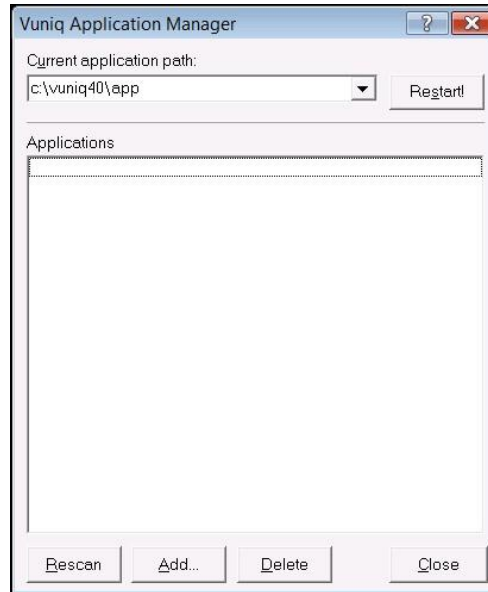 Vuniq Application Manager
Current application path:
c:\vuniq40\app
Restart!
Applications
Rescan Add... Delete Close